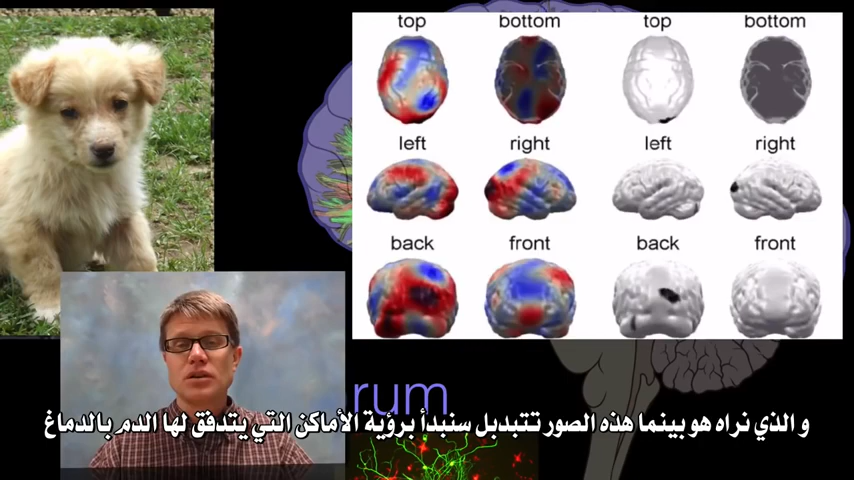 top bottom top bottom
left right left right
back front back front
rum
و الذي نراه هو بينما هذه الصور تتبدبل سنبدأ برؤية الأماكن التي يتدفق لها الدم بالدماغ